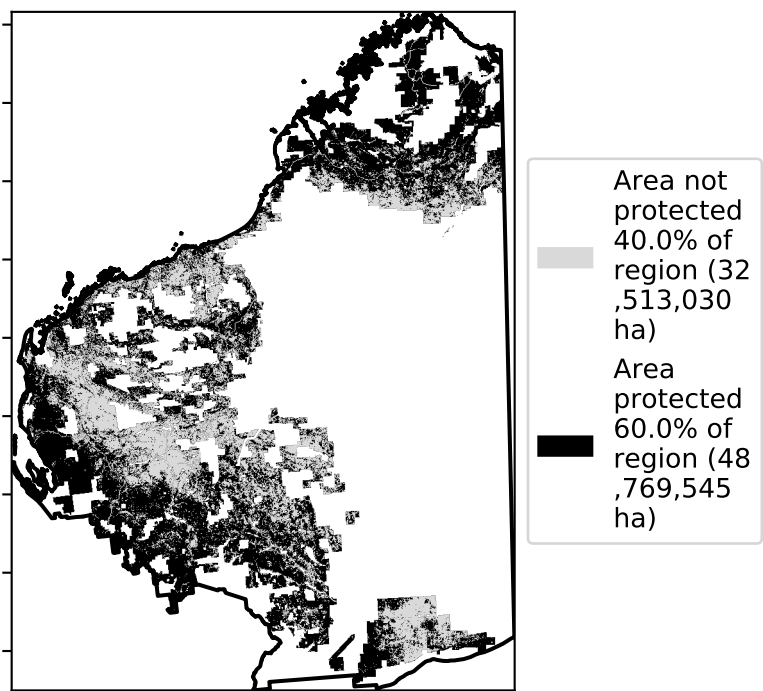 Area not
protected
40.0% of
region (32
,513,030
ha)
Area
protected
60.0% of
region (48
,769,545
ha)